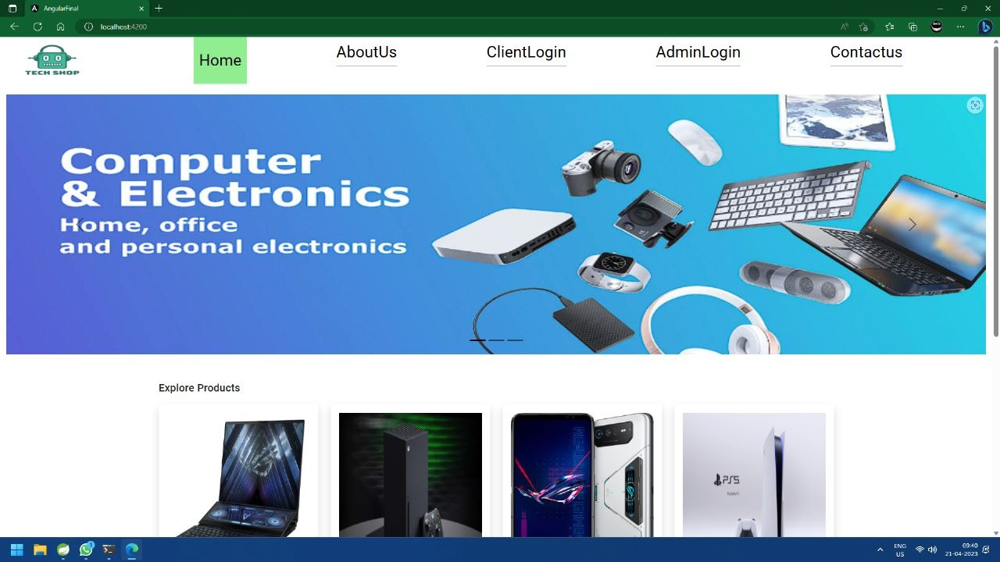 AngularFinal
localhost:4200
TECH SHOP
Home
AboutUs
ClientLogin
AdminLogin
Contactus
Computer
& Electronics
Home, office
and personal electronics
Explore Products
PS5
ENG
US
09:40
21-04-2023